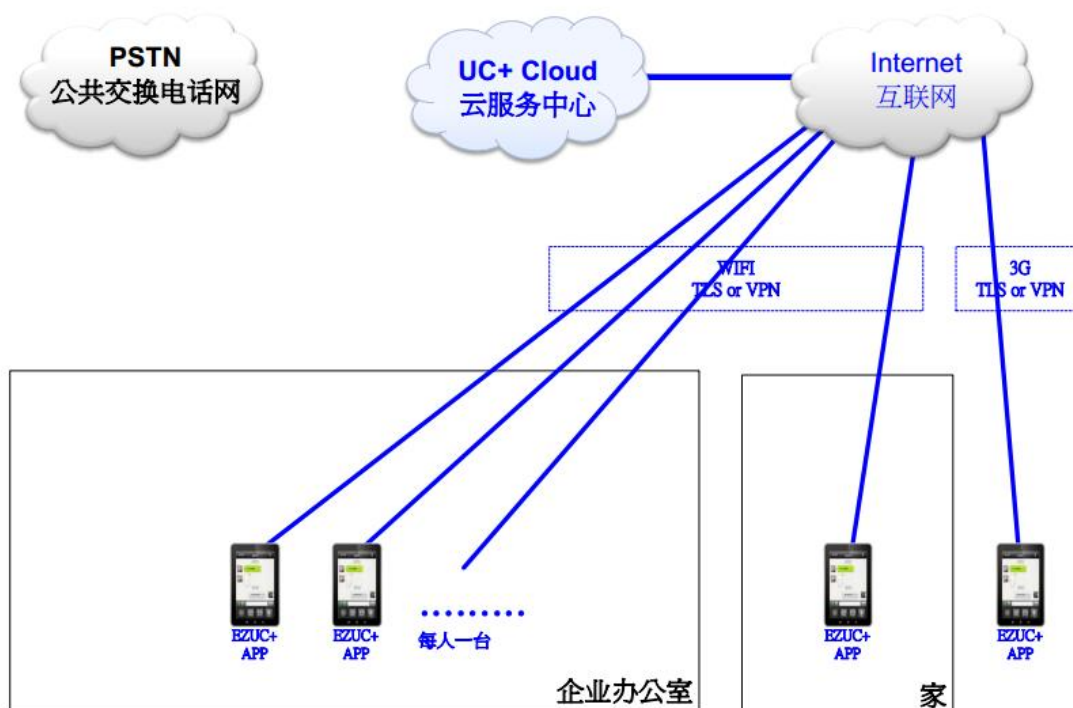 PSTN
公共交换电话网
UC+ Cloud
云服务中心
Internet
互联网
WIFI
TLS or VPN
3G
TLS or VPN
EZUC+
APP
EZUC+
APP
每人一台
EZUC+
APP
EZUC+
APP
企业办公室
家